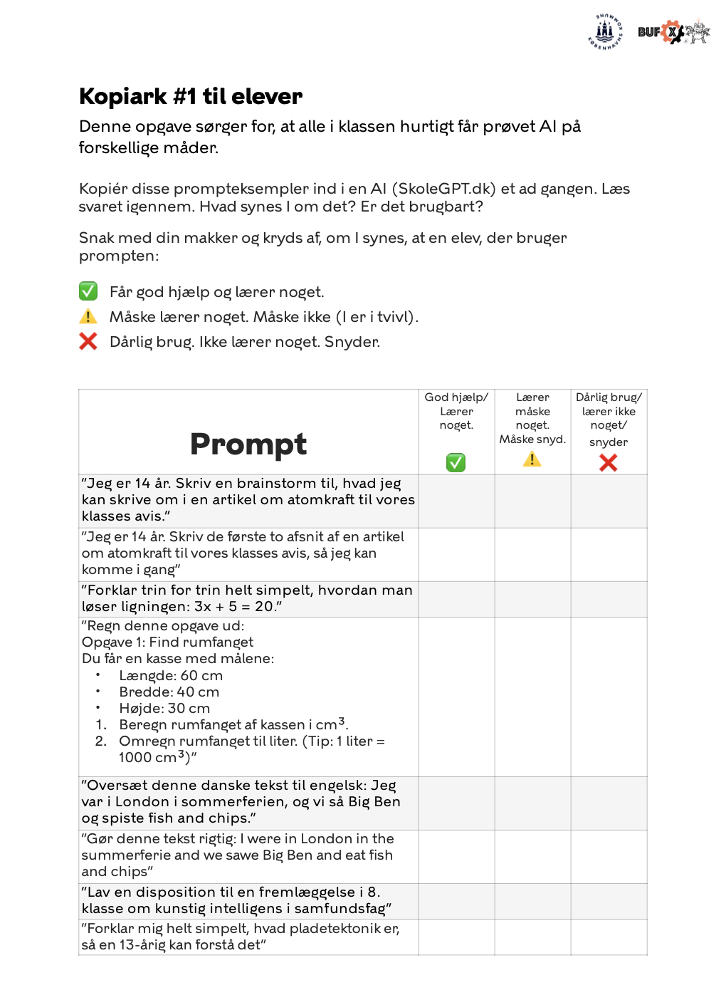 KØBENHAVNS KOMMUNE
BUF X
Kopiark #1 til elever
Denne opgave sørger for, at alle i klassen hurtigt får prøvet AI på
forskellige måder.
Kopiér disse prompteksempler ind i en AI (SkoleGPT.dk) et ad gangen. Læs
svaret igennem. Hvad synes I om det? Er det brugbart?
Snak med din makker og kryds af, om I synes, at en elev, der bruger
prompten:
✅ Får god hjælp og lærer noget.
⚠️ Måske lærer noget. Måske ikke (I er i tvivl).
❌ Dårlig brug. Ikke lærer noget. Snyder.
Prompt
God hjælp/
Lærer
noget.
✅
Lærer
måske
noget.
Måske snyd.
⚠️
Dårlig brug/
lærer ikke
noget/
snyder
❌
”Jeg er 14 år. Skriv en brainstorm til, hvad jeg
kan skrive om i en artikel om atomkraft til vores
klasses avis.”
”Jeg er 14 år. Skriv de første to afsnit af en artikel
om atomkraft til vores klasses avis, så jeg kan
komme i gang”
”Forklar trin for trin helt simpelt, hvordan man
løser ligningen: 3x + 5 = 20.”
”Regn denne opgave ud:
Opgave 1: Find rumfanget
Du får en kasse med målene:
• Længde: 60 cm
• Bredde: 40 cm
• Højde: 30 cm
1. Beregn rumfanget af kassen i cm³.
2. Omregn rumfanget til liter. (Tip: 1 liter =
1000 cm³)”
”Oversæt denne danske tekst til engelsk: Jeg
var i London i sommerferien, og vi så Big Ben
og spiste fish and chips.”
”Gør denne tekst rigtig: I were in London in the
summerferie and we sawe Big Ben and eat fish
and chips”
”Lav en disposition til en fremlæggelse i 8.
klasse om kunstig intelligens i samfundsfag”
”Forklar mig helt simpelt, hvad pladetektonik er,
så en 13-årig kan forstå det”